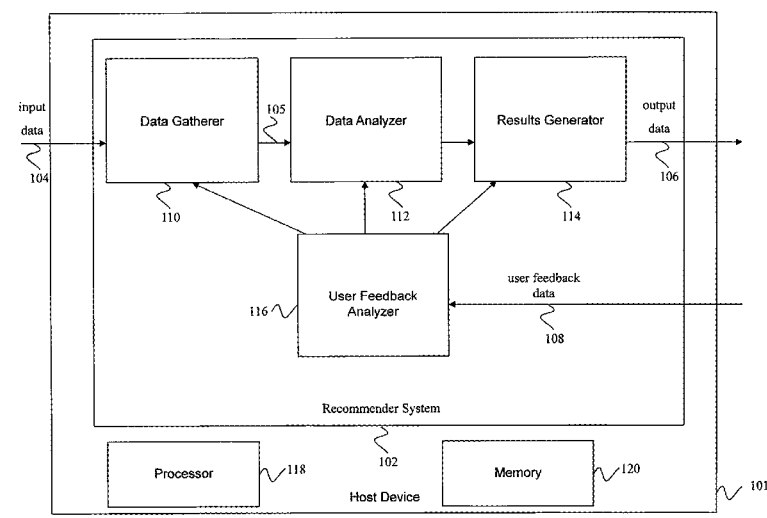 input
data
104
Data Gatherer
110
105
Data Analyzer
112
Results Generator
114
output
data
106
User Feedback
Analyzer
116
user feedback
data
108
Recommender System
102
Processor
118
Memory
120
Host Device
101